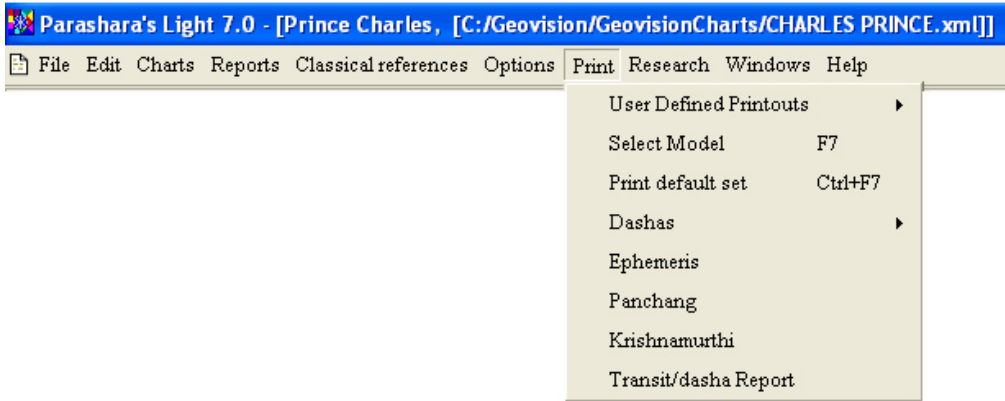 Parashara's Light 7.0 - [Prince Charles, [C:/Geovision/GeovisionCharts/CHARLES PRINCE.xml]]
File Edit Charts Reports Classical references Options Print Research Windows Help
User Defined Printouts
Select Model F7
Print default set Ctrl+F7
Dashas
Ephemeris
Panchang
Krishnamurthi
Transit/dasha Report